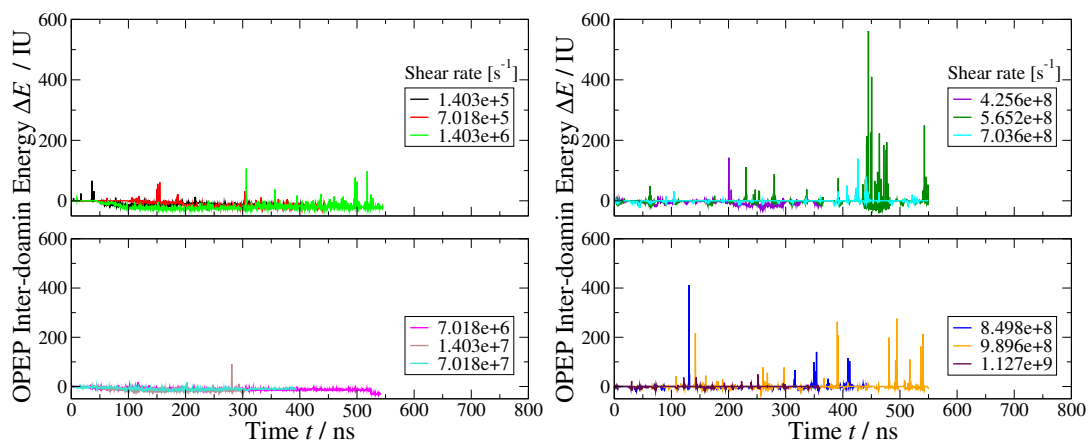 OPEP Inter-doamin Energy ΔE / IU
600
400
200
0
Shear rate [s⁻¹]
1.403e+5
7.018e+5
1.403e+6
600
400
200
0
7.018e+6
1.403e+7
7.018e+7
0 100 200 300 400 500 600 700 800
Time t / ns
OPEP Inter-doamin Energy ΔE / IU
600
400
200
0
Shear rate [s⁻¹]
4.256e+8
5.652e+8
7.036e+8
600
400
200
0
8.498e+8
9.896e+8
1.127e+9
0 100 200 300 400 500 600 700 800
Time t / ns